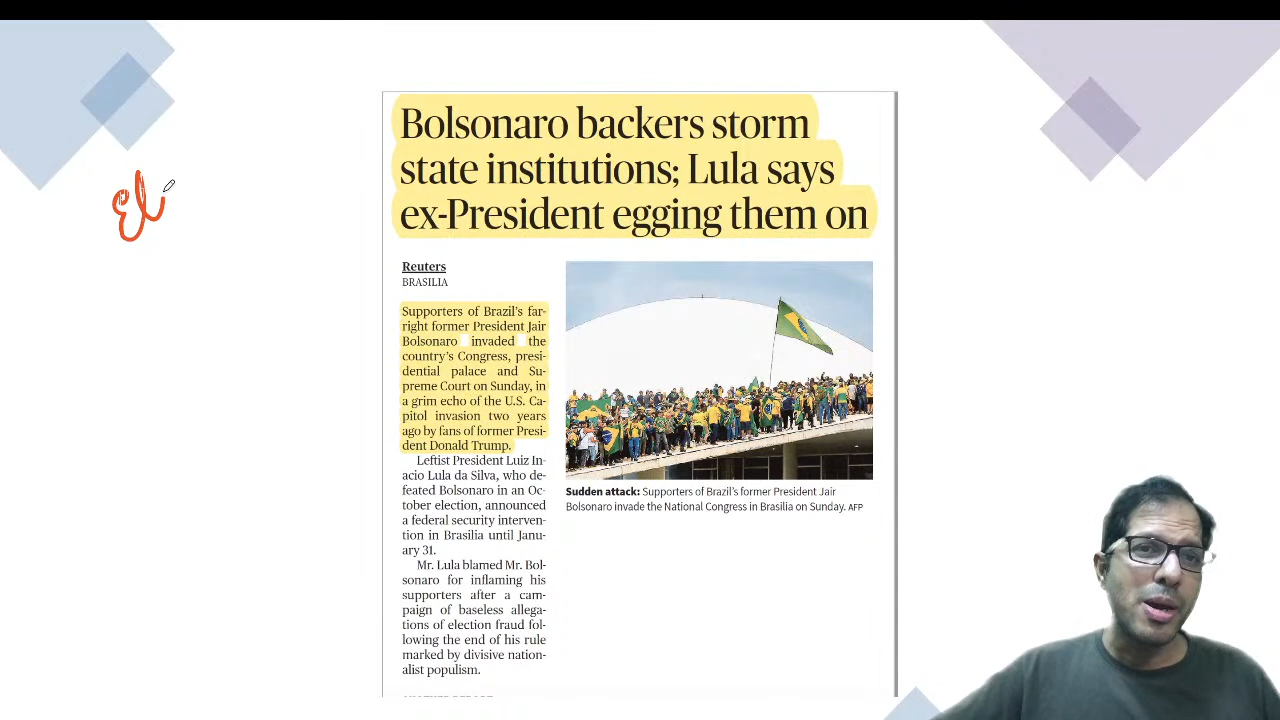 El
Bolsonaro backers storm
state institutions; Lula says
ex-President egging them on
Reuters
BRASILIA
Supporters of Brazil's far-
right former President Jair
Bolsonaro invaded the
country's Congress, presi-
dential palace and Su-
preme Court on Sunday, in
a grim echo of the U.S. Ca-
pitol invasion two years
ago by fans of former Presi-
dent Donald Trump.
Leftist President Luiz In-
acio Lula da Silva, who de-
feated Bolsonaro in an Oc-
tober election, announced
a federal security interven-
tion in Brasilia until Janu-
ary 31.
Mr. Lula blamed Mr. Bol-
sonaro for inflaming his
supporters after a cam-
paign of baseless allega-
tions of election fraud fol-
lowing the end of his rule
marked by divisive nation-
alist populism.
Sudden attack: Supporters of Brazil's former President Jair
Bolsonaro invade the National Congress in Brasilia on Sunday. AFP